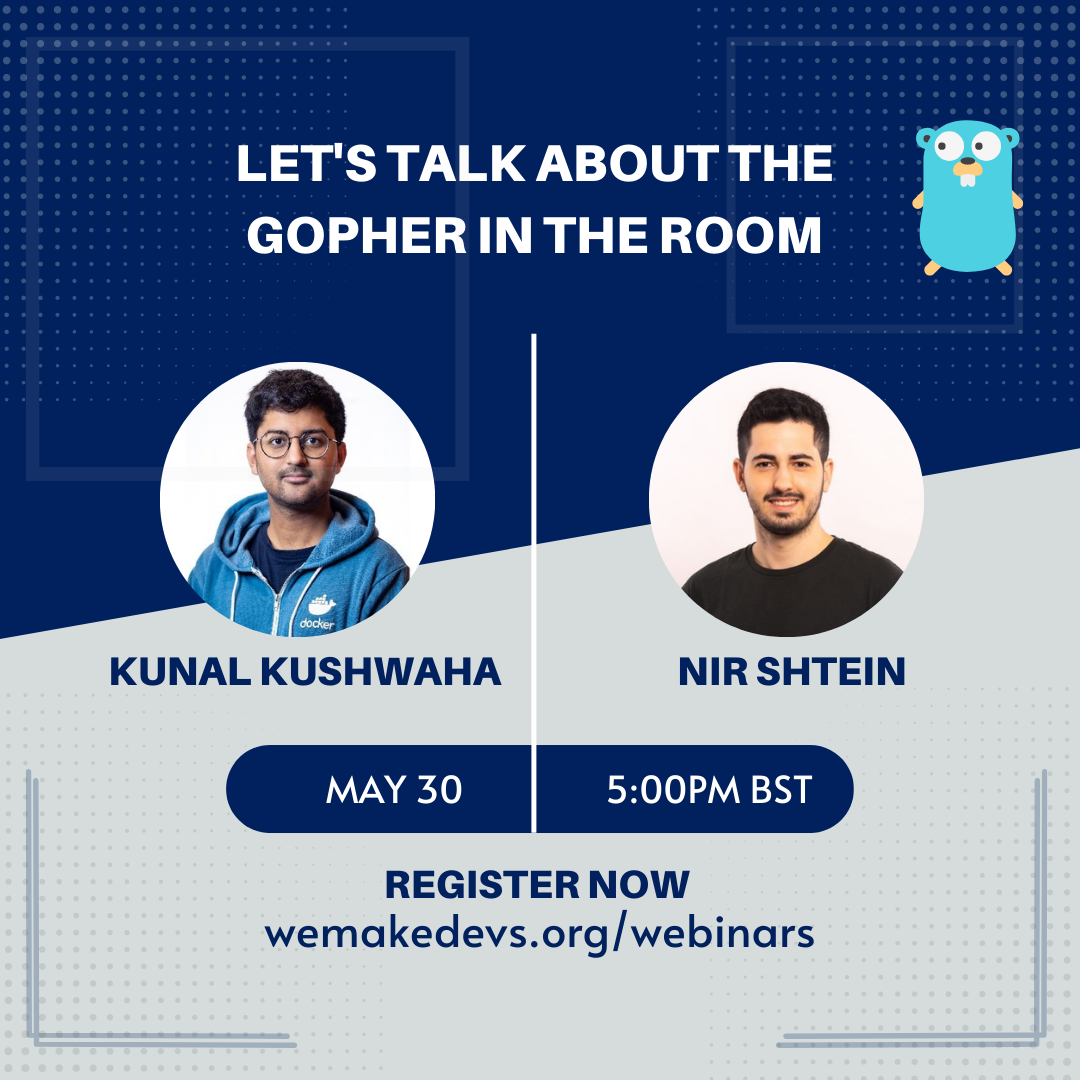 LET'S TALK ABOUT THE
GOPHER IN THE ROOM
docker
KUNAL KUSHWAHA
NIR SHTEIN
MAY 30
5:00PM BST
REGISTER NOW
wemakedevs.org/webinars